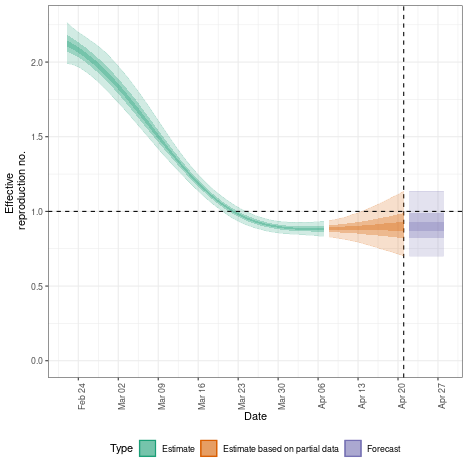 Effective
reproduction no.
2.0
1.5
1.0
0.5
0.0
Feb 24
Mar 02
Mar 09
Mar 16
Mar 23
Mar 30
Apr 06
Apr 13
Apr 20
Apr 27
Date
Type Estimate Estimate based on partial data Forecast